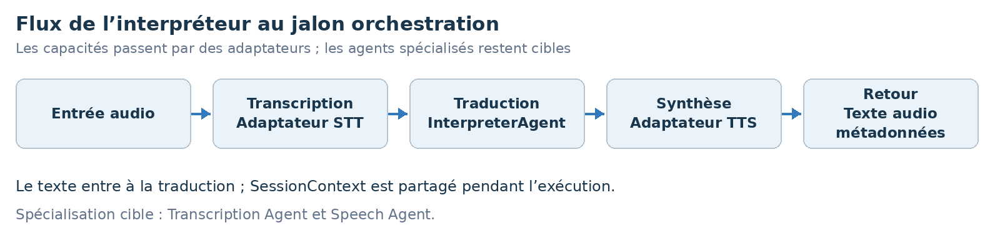 Flux de l’interpréteur au jalon orchestration
Les capacités passent par des adaptateurs ; les agents spécialisés restent cibles
Entrée audio
Transcription
Adaptateur STT
Traduction
InterpreterAgent
Synthèse
Adaptateur TTS
Retour
Texte audio
métadonnées
Le texte entre à la traduction ; SessionContext est partagé pendant l’exécution.
Spécialisation cible : Transcription Agent et Speech Agent.